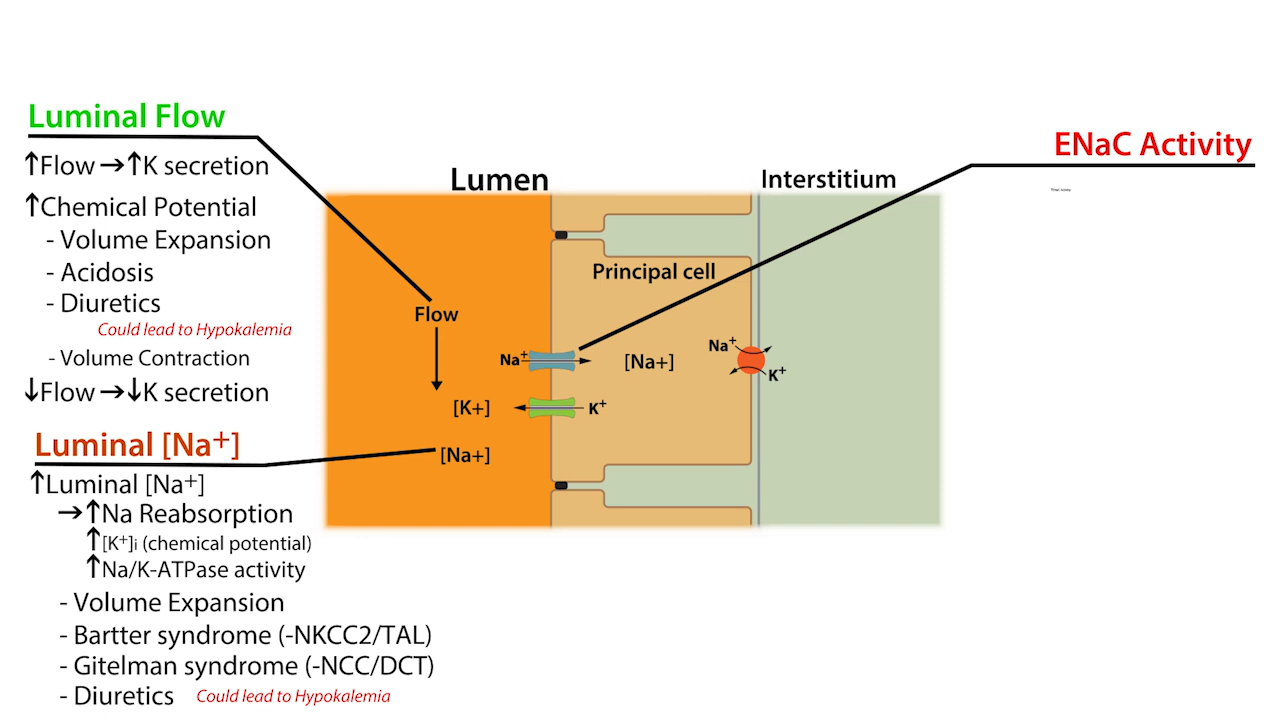 Luminal Flow
↑Flow →↑K secretion
↑Chemical Potential
- Volume Expansion
- Acidosis
- Diuretics
Could lead to Hypokalemia
- Volume Contraction
↓Flow →↓K secretion
Luminal [Na⁺]
↑Luminal [Na⁺]
→↑Na Reabsorption
↑[K⁺]i (chemical potential)
↑Na/K-ATPase activity
- Volume Expansion
- Bartter syndrome (-NKCC2/TAL)
- Gitelman syndrome (-NCC/DCT)
- Diuretics Could lead to Hypokalemia
Lumen
Interstitium
Principal cell
Flow
Na⁺
[Na+]
Na⁺
K⁺
[K+]
K⁺
[Na+]
ENaC Activity